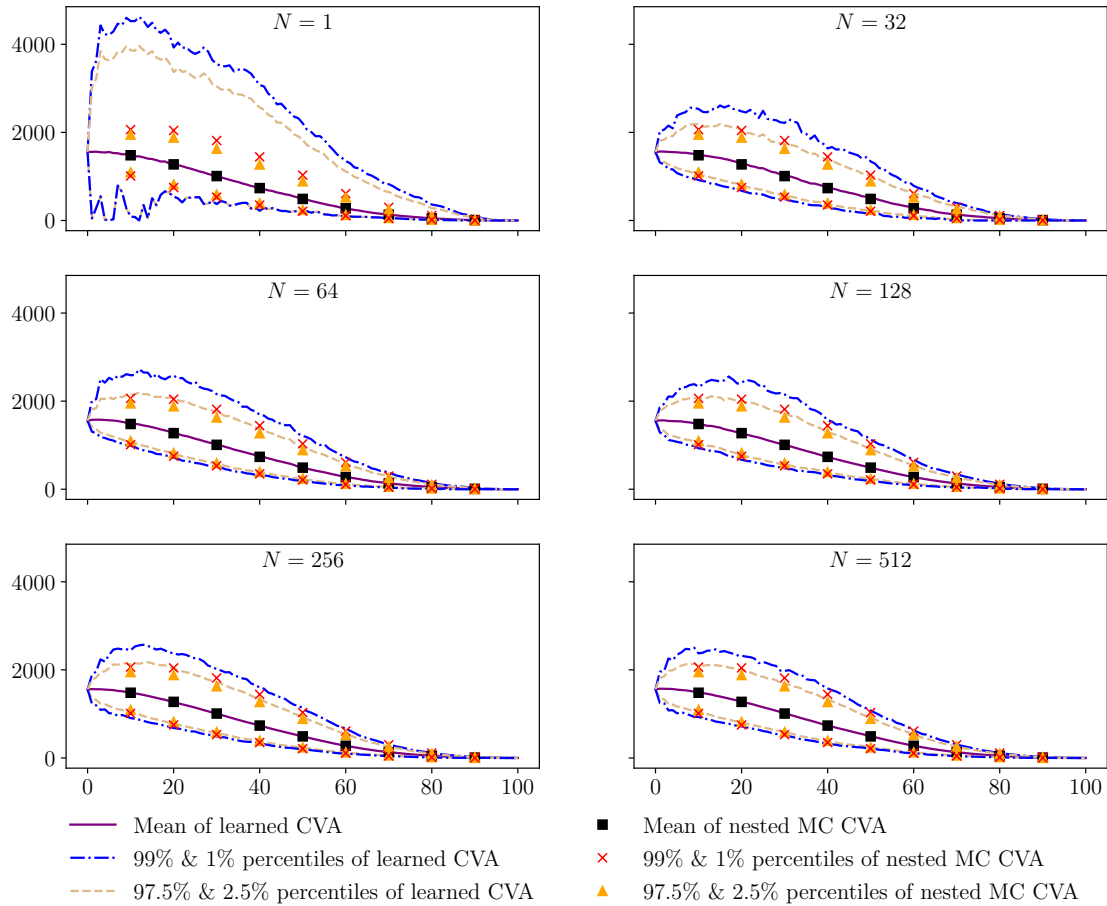 N = 1
N = 32
4000
2000
0
N = 64
N = 128
4000
2000
0
N = 256
N = 512
4000
2000
0
0 20 40 60 80 100
0 20 40 60 80 100
Mean of learned CVA
99% & 1% percentiles of learned CVA
97.5% & 2.5% percentiles of learned CVA
Mean of nested MC CVA
99% & 1% percentiles of nested MC CVA
97.5% & 2.5% percentiles of nested MC CVA